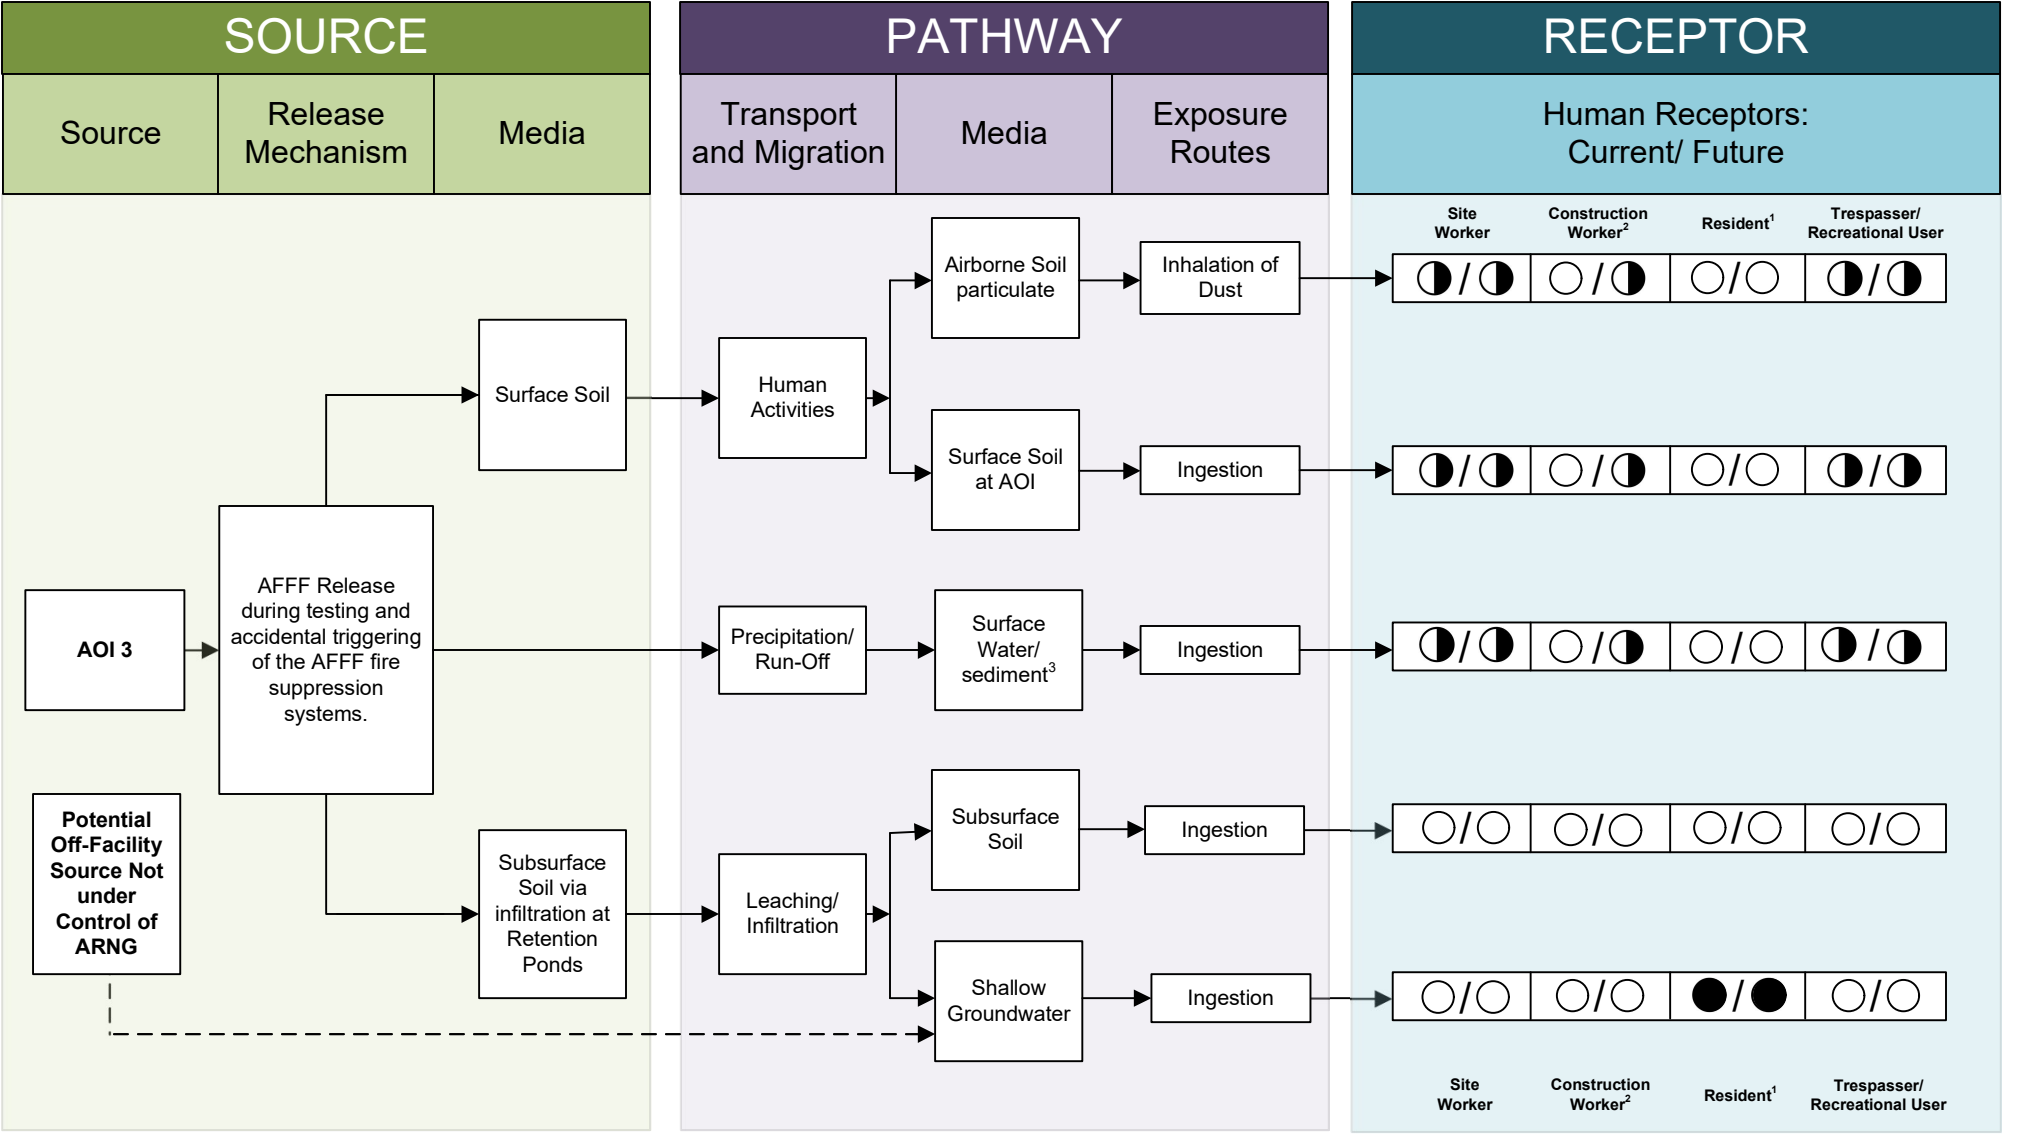 SOURCE
PATHWAY
RECEPTOR
Source
Release
Mechanism
Media
Transport
and Migration
Media
Exposure
Routes
Human Receptors:
Current/ Future
Site
Worker
Construction
Worker²
Resident¹
Trespasser/
Recreational User
Airborne Soil
particulate
Inhalation of
Dust
/
/
/
/
Surface Soil
Human
Activities
Surface Soil
at AOI
Ingestion
/
/
/
/
AOI 3
AFFF Release
during testing and
accidental triggering
of the AFFF fire
suppression
systems.
Precipitation/
Run-Off
Surface
Water/
sediment³
Ingestion
/
/
/
/
Potential
Off-Facility
Source Not
under
Control of
ARNG
Subsurface
Soil via
infiltration at
Retention
Ponds
Leaching/
Infiltration
Subsurface
Soil
Ingestion
/
/
/
/
Shallow
Groundwater
Ingestion
/
/
/
/
Site
Worker
Construction
Worker²
Resident¹
Trespasser/
Recreational User